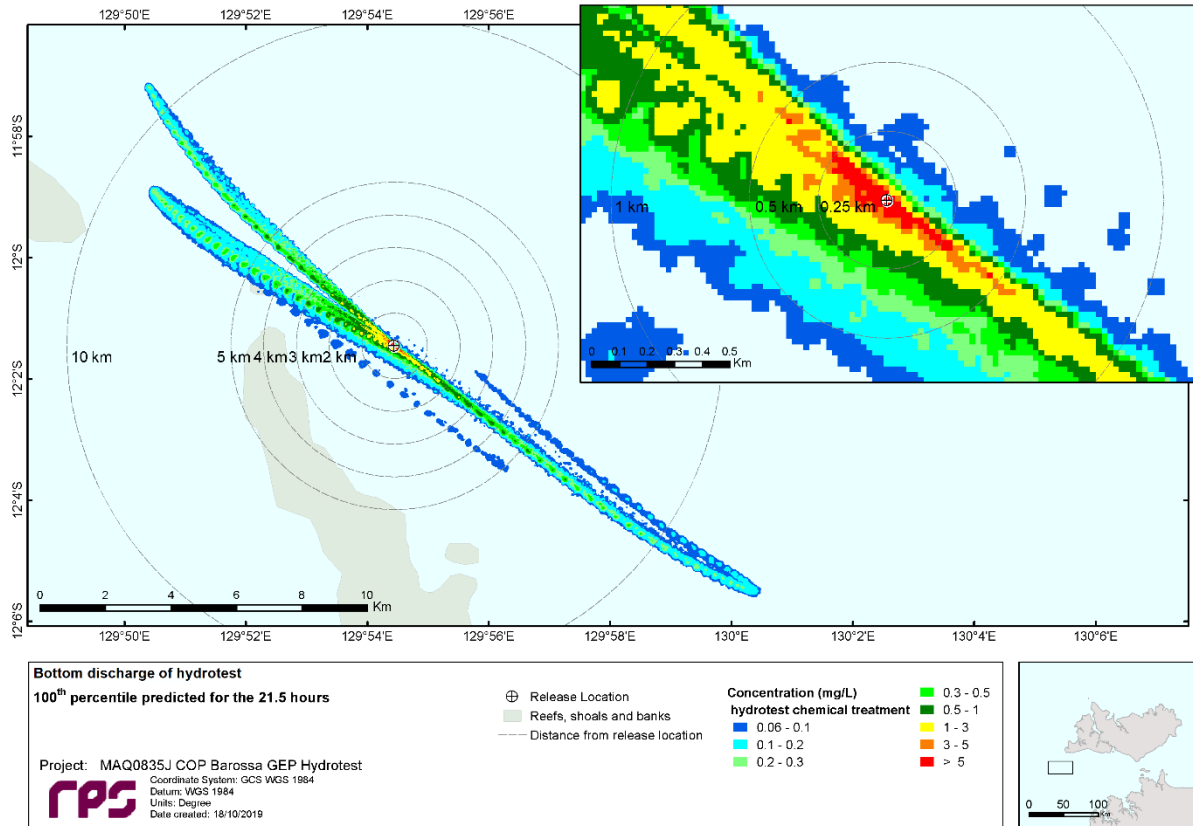 129°50'E 129°52'E 129°54'E 129°56'E
11°58'S
12°S
12°2'S
12°4'S
12°6'S
10 km 5 km 4 km 3 km 2 km
1 km 0.5 km 0.25 km
0 0.1 0.2 0.3 0.4 0.5
Km
0 2 4 6 8 10
Km
129°50'E 129°52'E 129°54'E 129°56'E 129°58'E 130°0'E 130°2'E 130°4'E 130°6'E
Bottom discharge of hydrotest
100th percentile predicted for the 21.5 hours
Release Location
Reefs, shoals and banks
Distance from release location
Concentration (mg/L)
hydrotest chemical treatment
0.06 - 0.1
0.1 - 0.2
0.2 - 0.3
0.3 - 0.5
0.5 - 1
1 - 3
3 - 5
> 5
Project: MAQ0835J COP Barossa GEP Hydrotest
rps
Coordinate System: GCS WGS 1984
Datum: WGS 1984
Units: Degree
Date created: 18/10/2019
0 50 100
Km